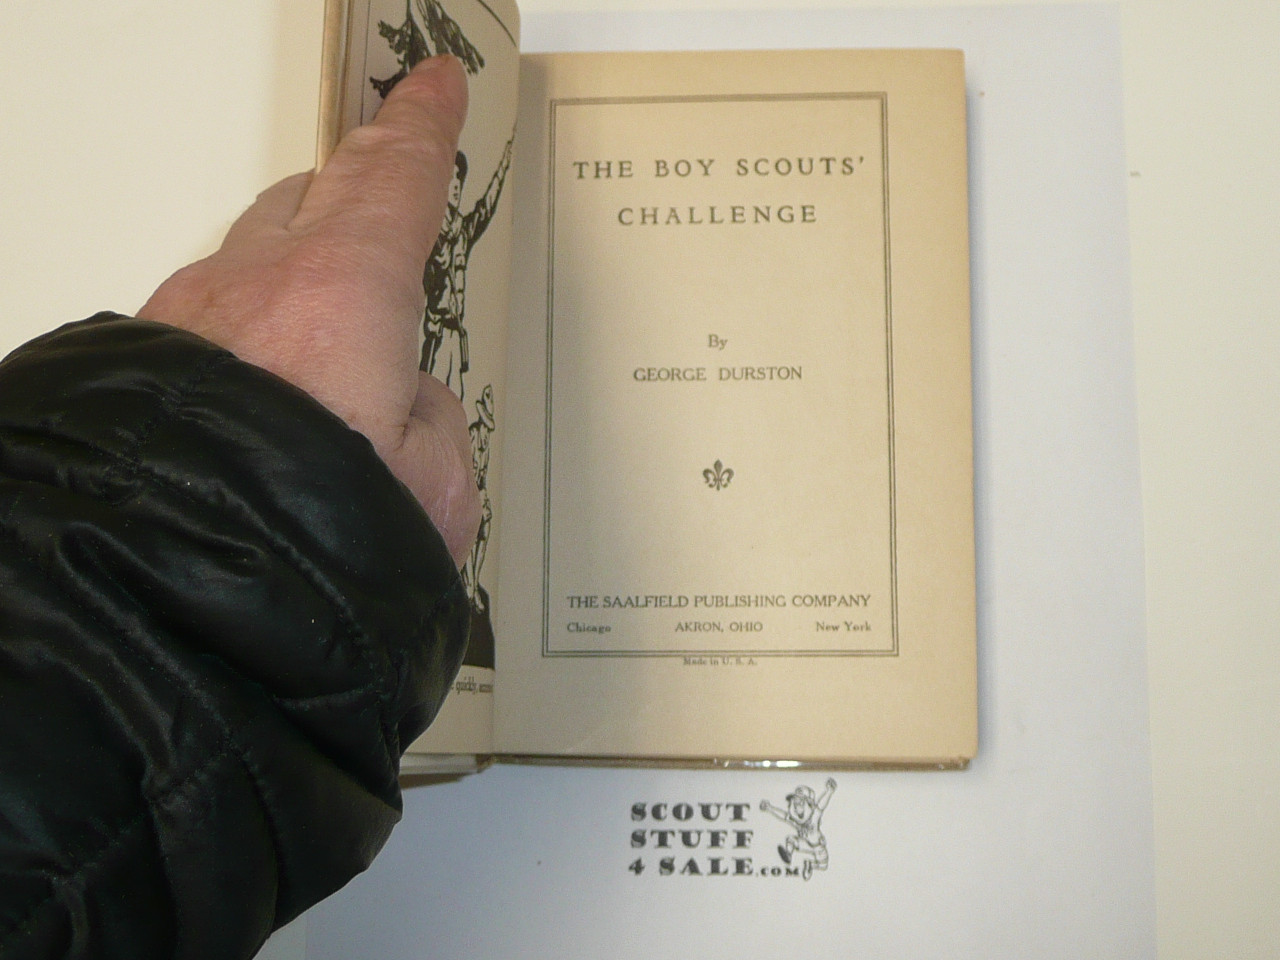 THE BOY SCOUTS'
CHALLENGE
By
GEORGE DURSTON
THE SAALFIELD PUBLISHING COMPANY
Chicago AKRON, OHIO New York
Made in U. S. A.
quickly,
SCOUT
STUFF
4 SALE.COM